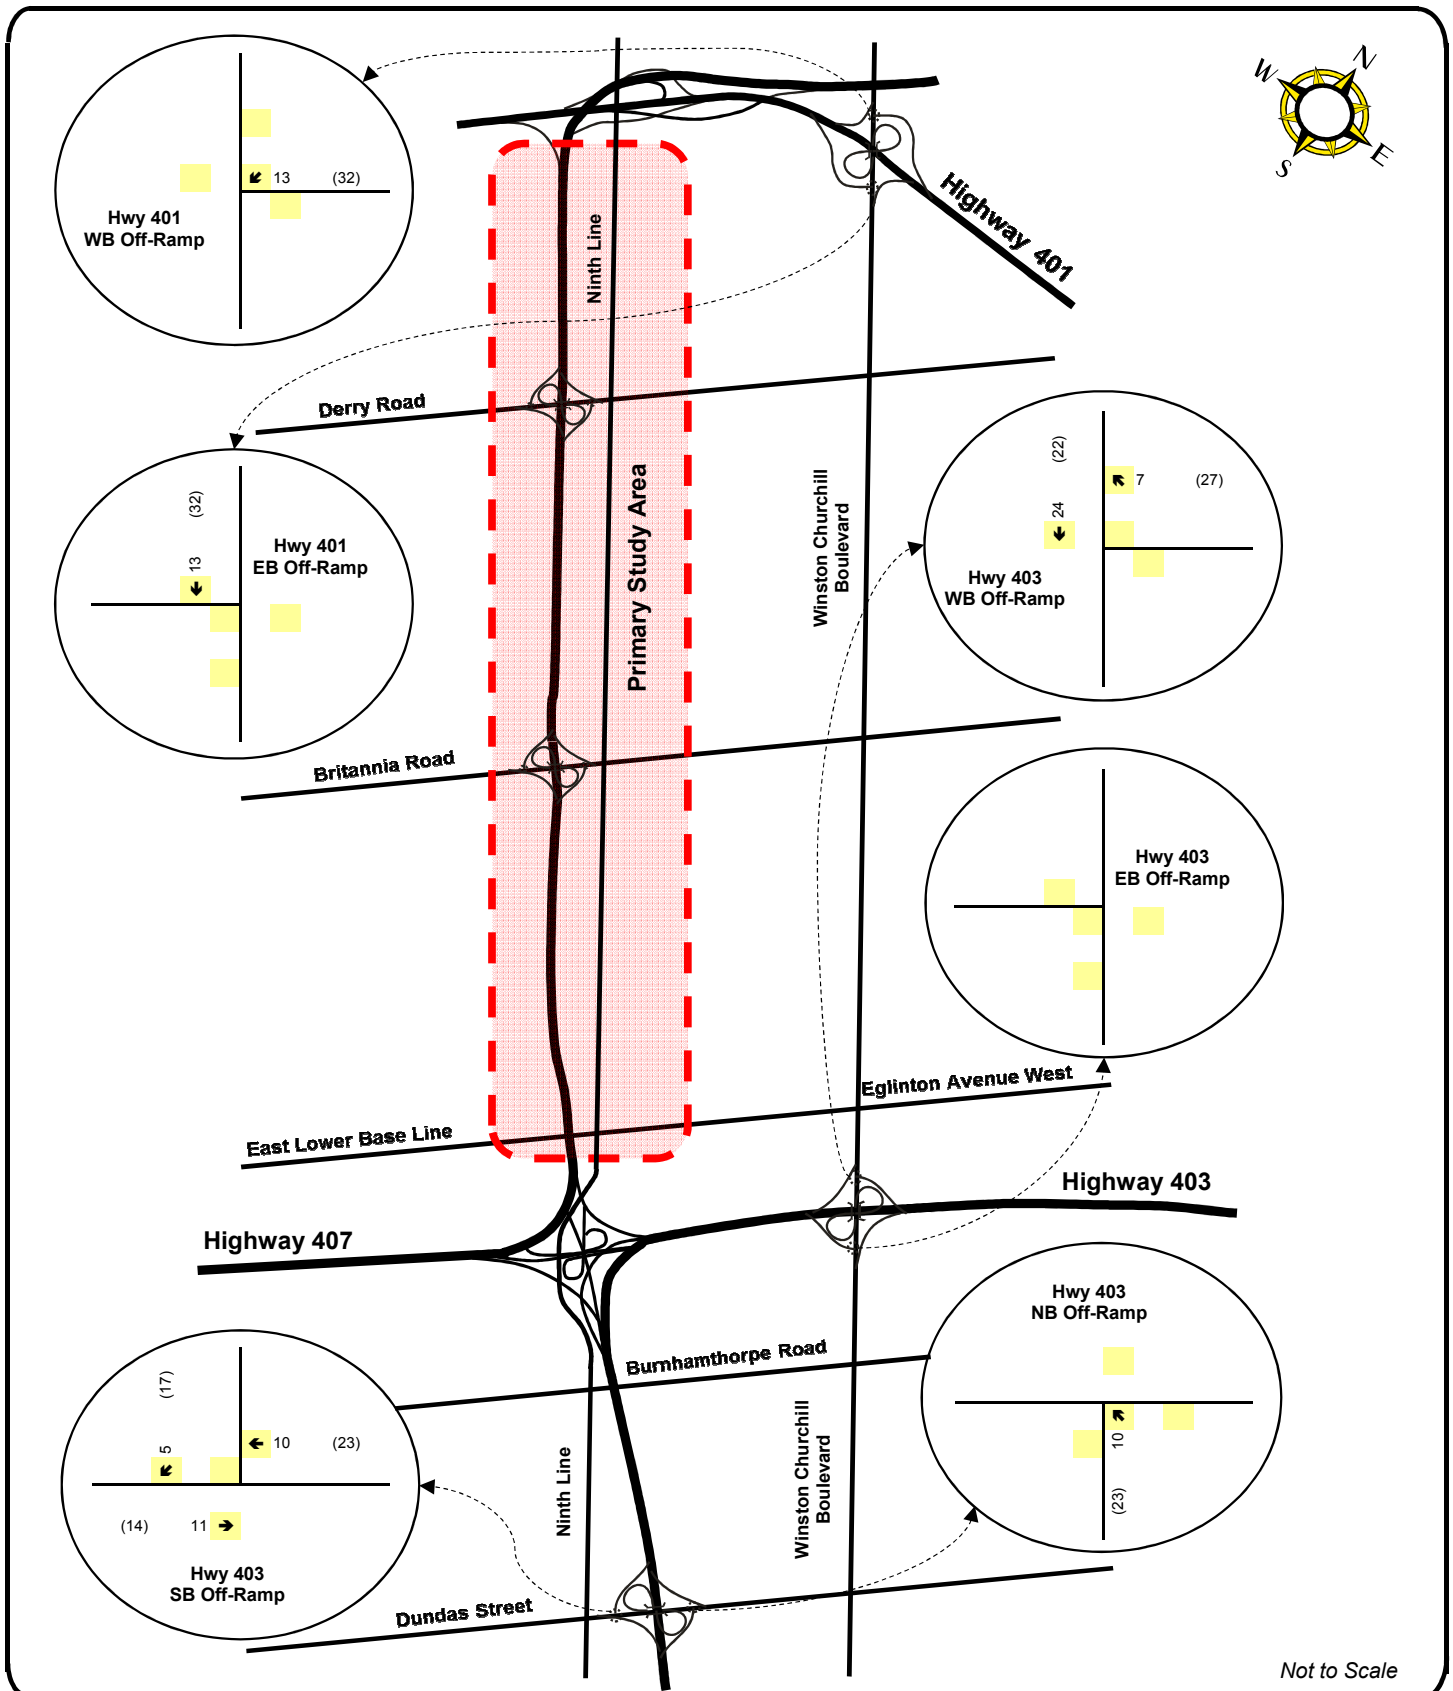 N
W
E
S
13 (32)
Hwy 401
WB Off-Ramp
Highway 401
Ninth Line
Derry Road
(32)
13
Hwy 401
EB Off-Ramp
Primary Study Area
Winston Churchill
Boulevard
(22)
24
7 (27)
Hwy 403
WB Off-Ramp
Britannia Road
Hwy 403
EB Off-Ramp
Eglinton Avenue West
East Lower Base Line
Highway 403
Highway 407
Hwy 403
NB Off-Ramp
10
(23)
Burnhamthorpe Road
(17)
5
10 (23)
(14) 11
Hwy 403
SB Off-Ramp
Ninth Line
Winston Churchill
Boulevard
Dundas Street
Not to Scale